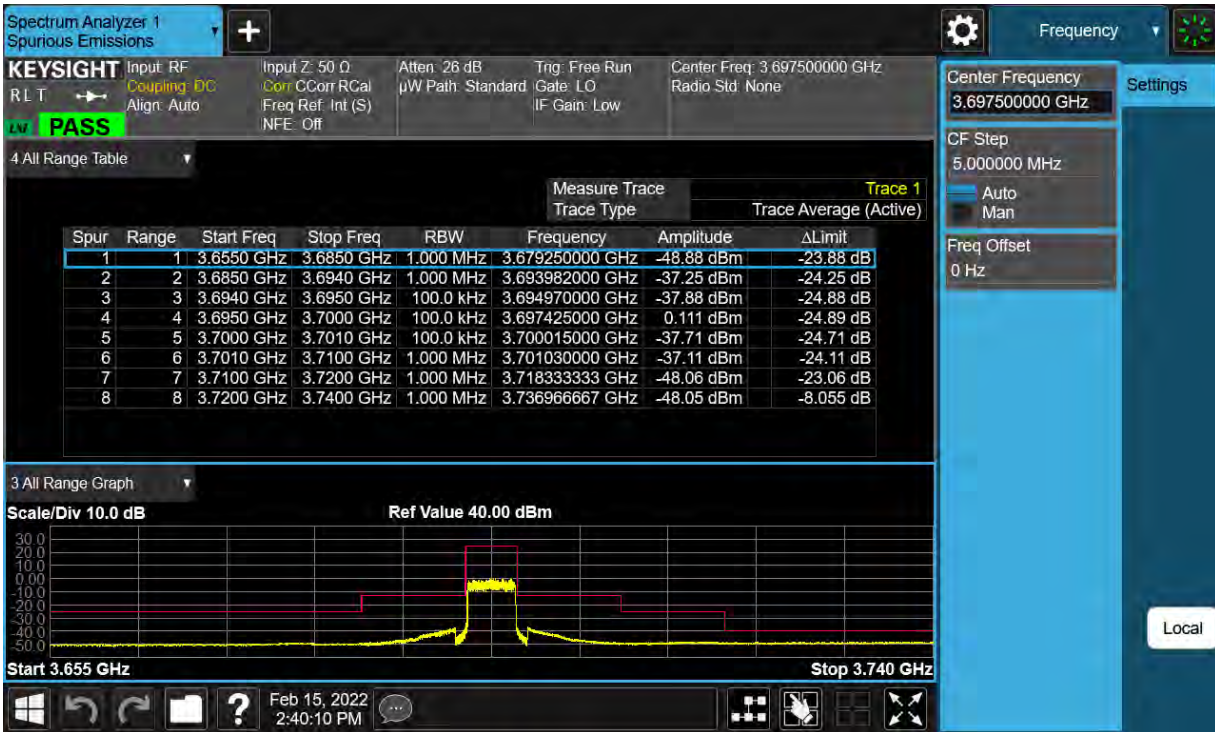 Spectrum Analyzer 1
Spurious Emissions
+
Frequency
KEYSIGHT
RLT
PASS
Input: RF
Coupling: DC
Align: Auto
Input Z: 50 Ω
Corr CCorr RCal
Freq Ref: Int (S)
NFE: Off
Atten: 26 dB
µW Path: Standard
Trig: Free Run
Gate: LO
IF Gain: Low
Center Freq: 3.697500000 GHz
Radio Std: None
Center Frequency
3.697500000 GHz
Settings
CF Step
5.000000 MHz
Auto
Man
Freq Offset
0 Hz
4 All Range Table
Measure Trace Trace 1
Trace Type Trace Average (Active)
Spur Range Start Freq Stop Freq RBW Frequency Amplitude ΔLimit
1 1 3.6550 GHz 3.6850 GHz 1.000 MHz 3.679250000 GHz -48.88 dBm -23.88 dB
2 2 3.6850 GHz 3.6940 GHz 1.000 MHz 3.693982000 GHz -37.25 dBm -24.25 dB
3 3 3.6940 GHz 3.6950 GHz 100.0 kHz 3.694970000 GHz -37.88 dBm -24.88 dB
4 4 3.6950 GHz 3.7000 GHz 100.0 kHz 3.697425000 GHz 0.111 dBm -24.89 dB
5 5 3.7000 GHz 3.7010 GHz 100.0 kHz 3.700015000 GHz -37.71 dBm -24.71 dB
6 6 3.7010 GHz 3.7100 GHz 1.000 MHz 3.701030000 GHz -37.11 dBm -24.11 dB
7 7 3.7100 GHz 3.7200 GHz 1.000 MHz 3.718333333 GHz -48.06 dBm -23.06 dB
8 8 3.7200 GHz 3.7400 GHz 1.000 MHz 3.736966667 GHz -48.05 dBm -8.055 dB
3 All Range Graph
Scale/Div 10.0 dB Ref Value 40.00 dBm
30.0
20.0
10.0
0.00
-10.0
-20.0
-30.0
-40.0
-50.0
Start 3.655 GHz Stop 3.740 GHz
Local
?
Feb 15, 2022
2:40:10 PM